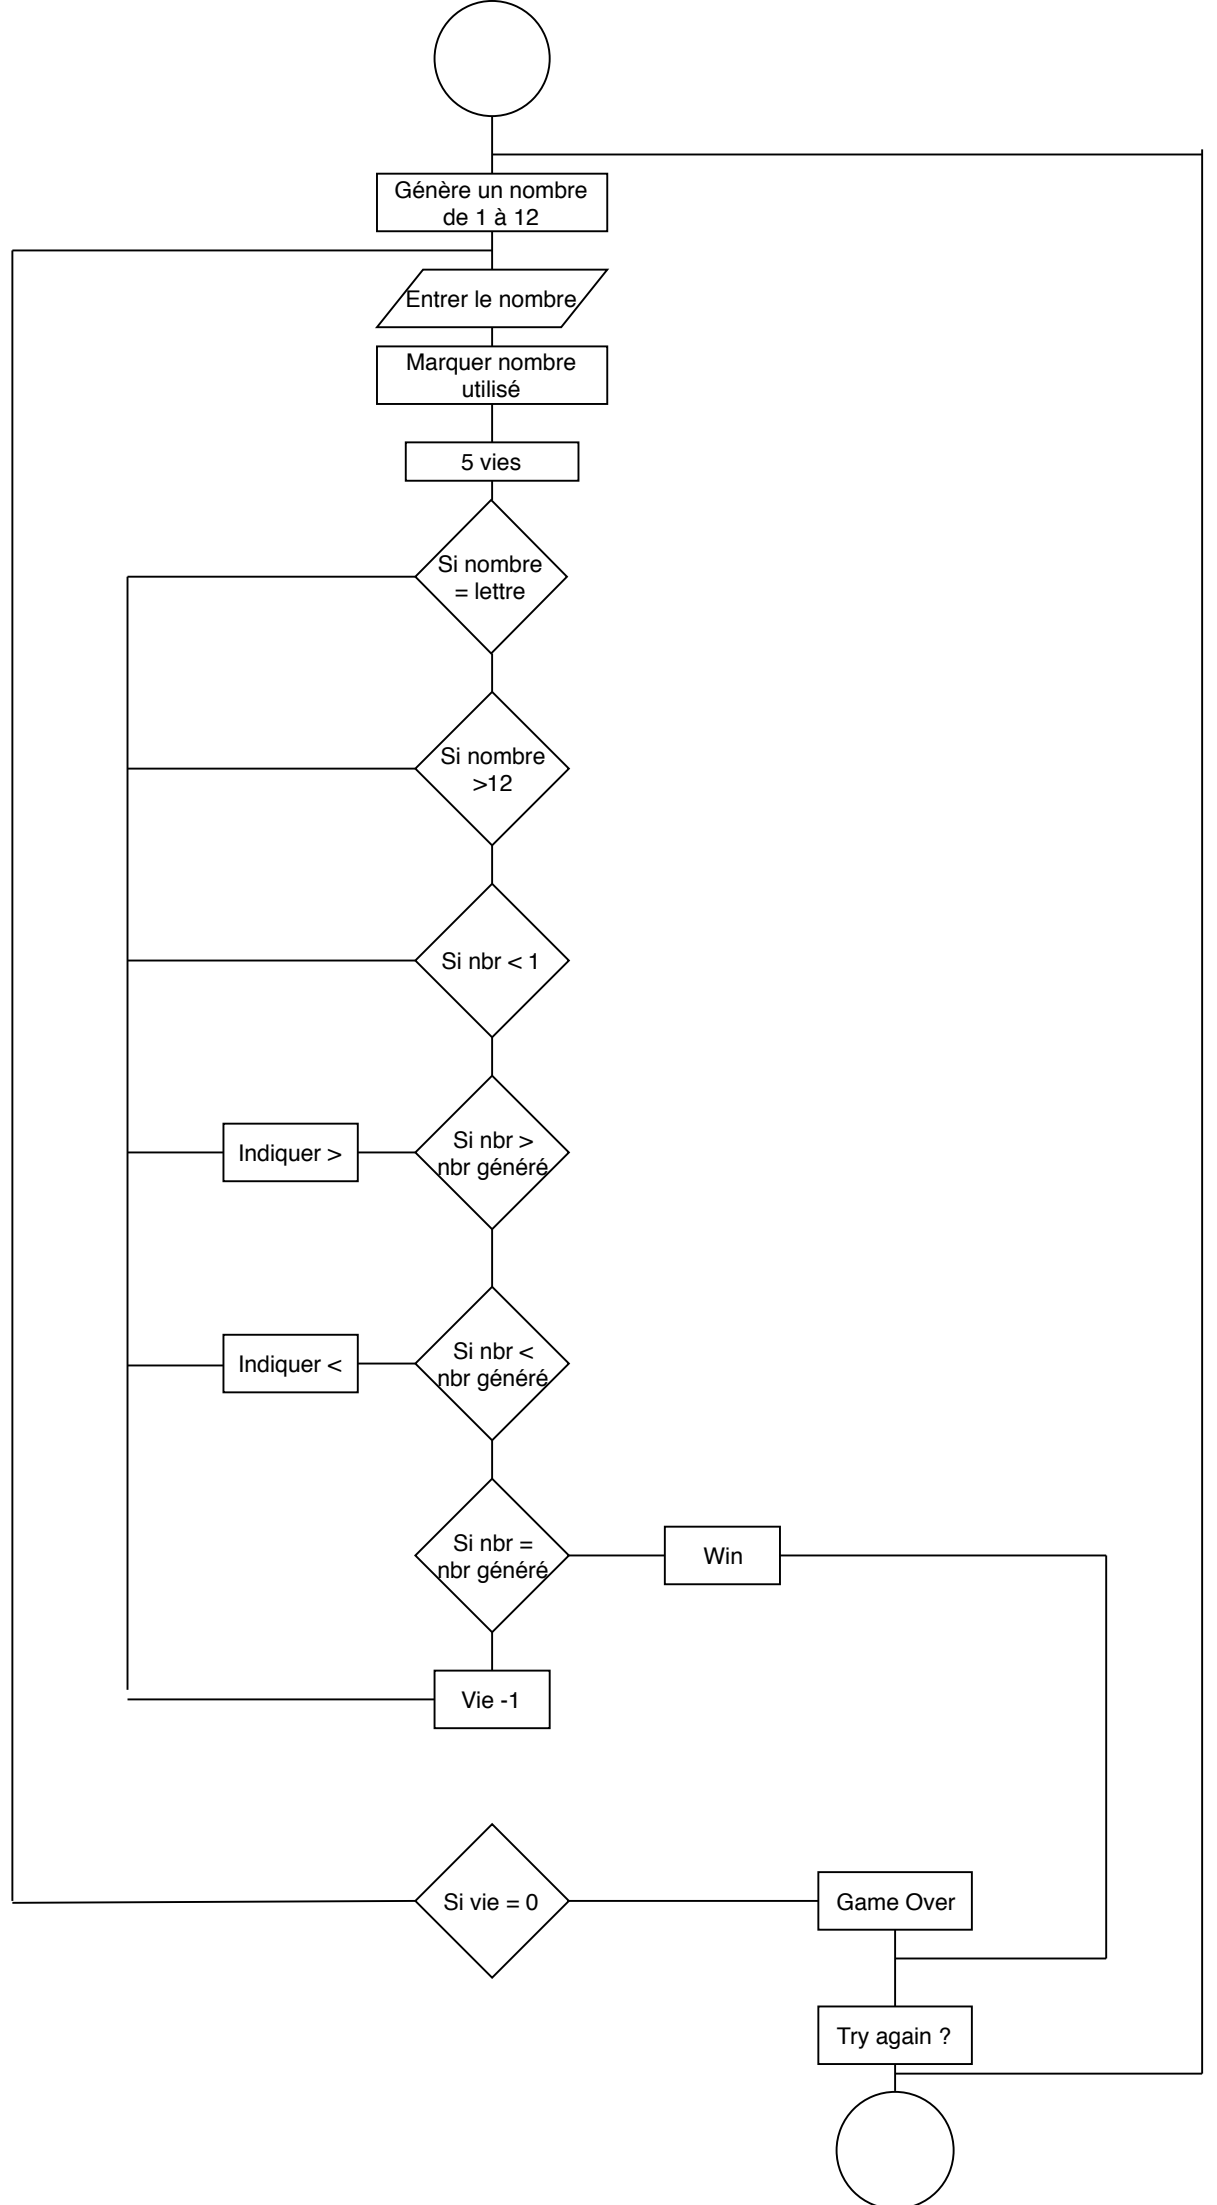 Génère un nombre
de 1 à 12
Entrer le nombre
Marquer nombre
utilisé
5 vies
Si nombre
= lettre
Si nombre
>12
Si nbr < 1
Indiquer >
Si nbr >
nbr généré
Indiquer <
Si nbr <
nbr généré
Si nbr =
nbr généré
Win
Vie -1
Si vie = 0
Game Over
Try again ?